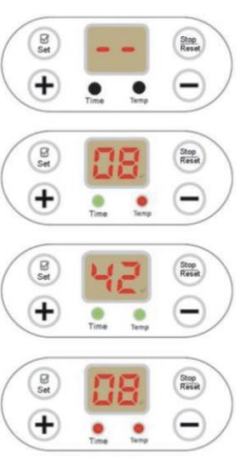 Set -- Stop
Reset
+ Time Temp −
Set 08 Stop
Reset
+ Time Temp −
Set 42 Stop
Reset
+ Time Temp −
Set 08 Stop
Reset
+ Time Temp −